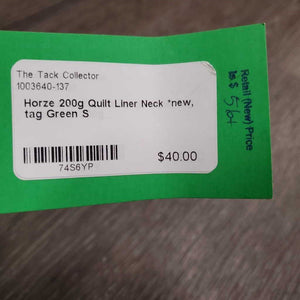 The Tack Collector
1003640-137
Horze 200g Quilt Liner Neck *new,
tag Green S
74S6YP
$40.00
Retail (New) Price
is $